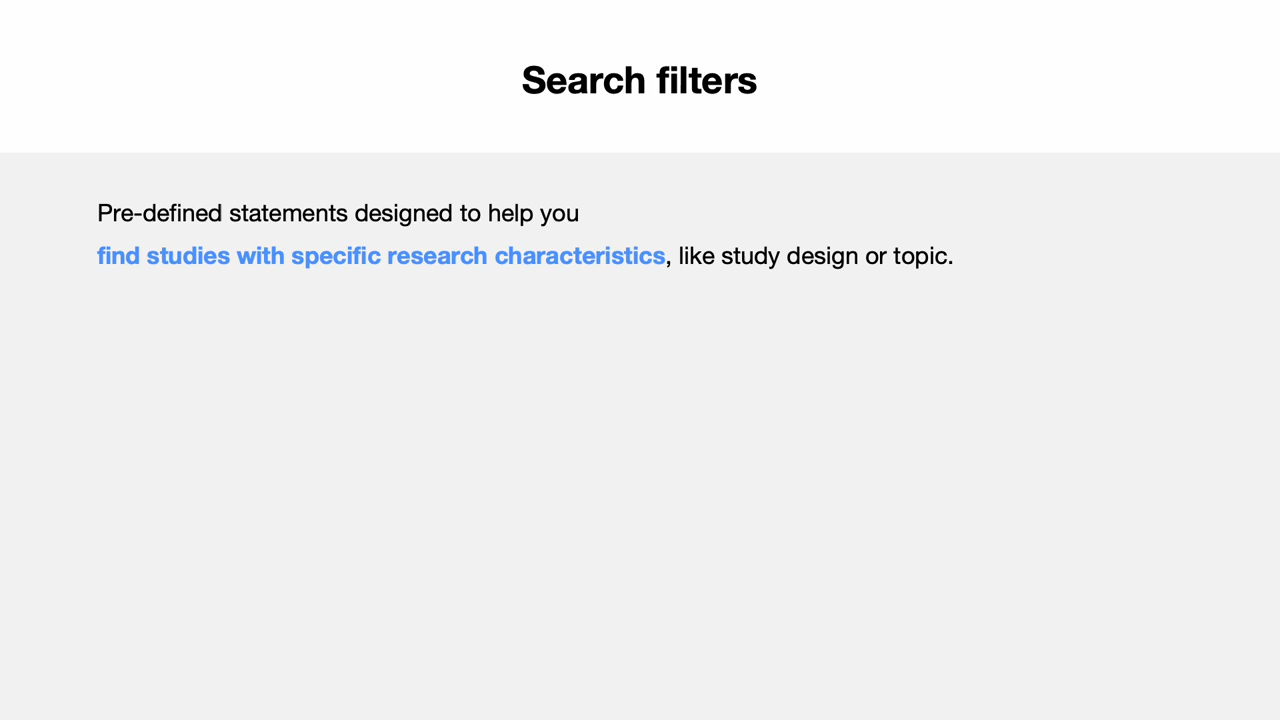 Search filters
Pre-defined statements designed to help you
find studies with specific research characteristics, like study design or topic.